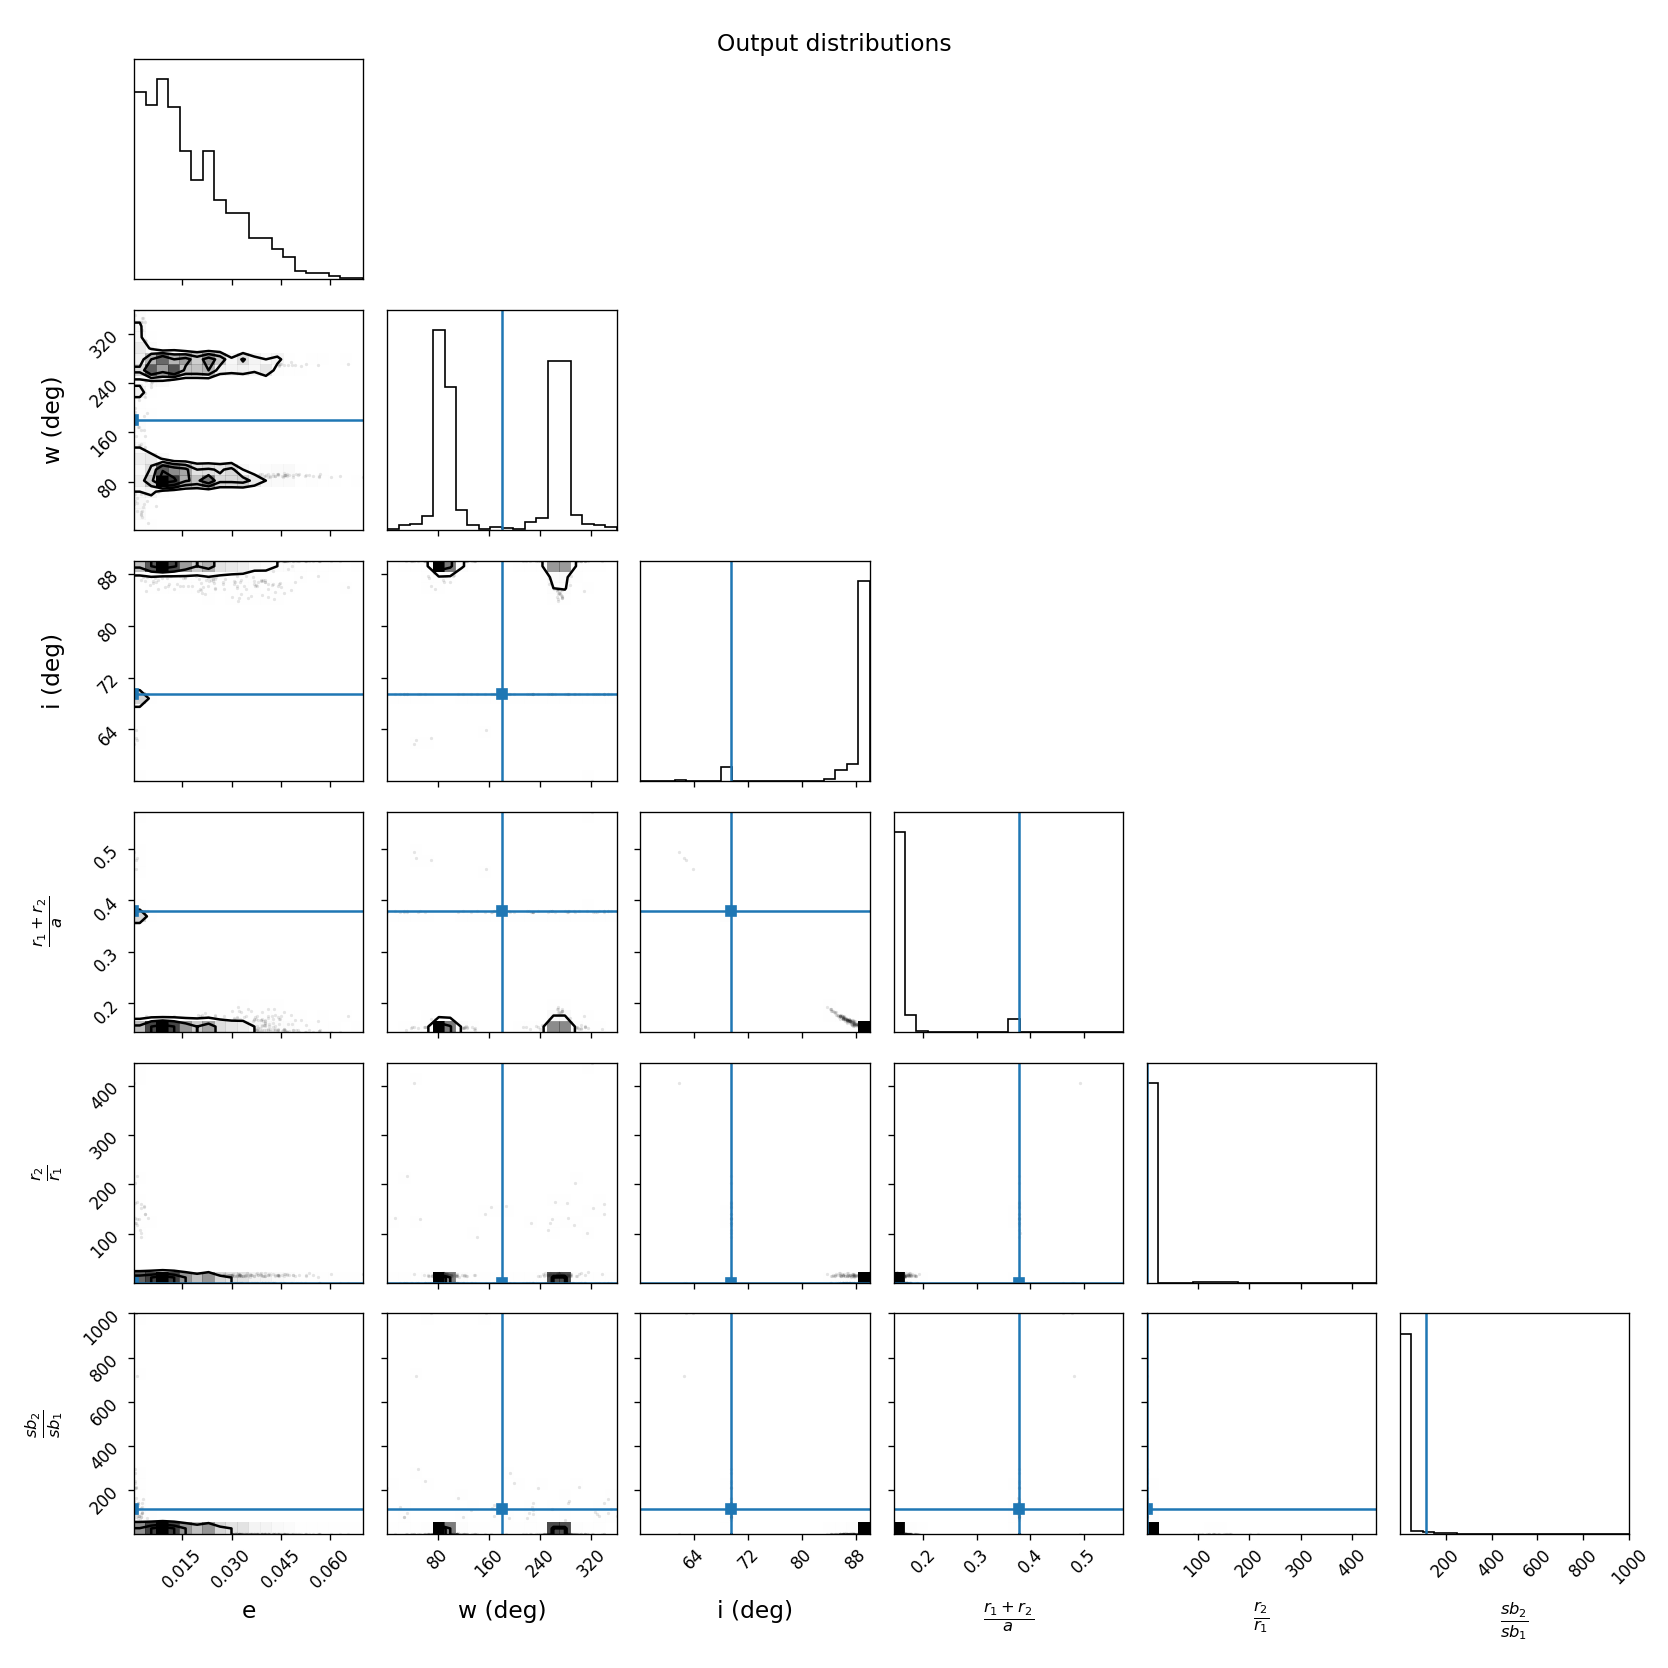 Output distributions
320
240
160
80
w (deg)
88
80
72
64
i (deg)
0.5
0.4
0.3
0.2
r₁ + r₂
a
400
300
200
100
r₂
r₁
1000
800
600
400
200
sb₂
sb₁
0.015 0.030 0.045 0.060
80 160 240 320
64 72 80 88
0.2 0.3 0.4 0.5
100 200 300 400
200 400 600 800 1000
e
w (deg)
i (deg)
r₁ + r₂
a
r₂
r₁
sb₂
sb₁